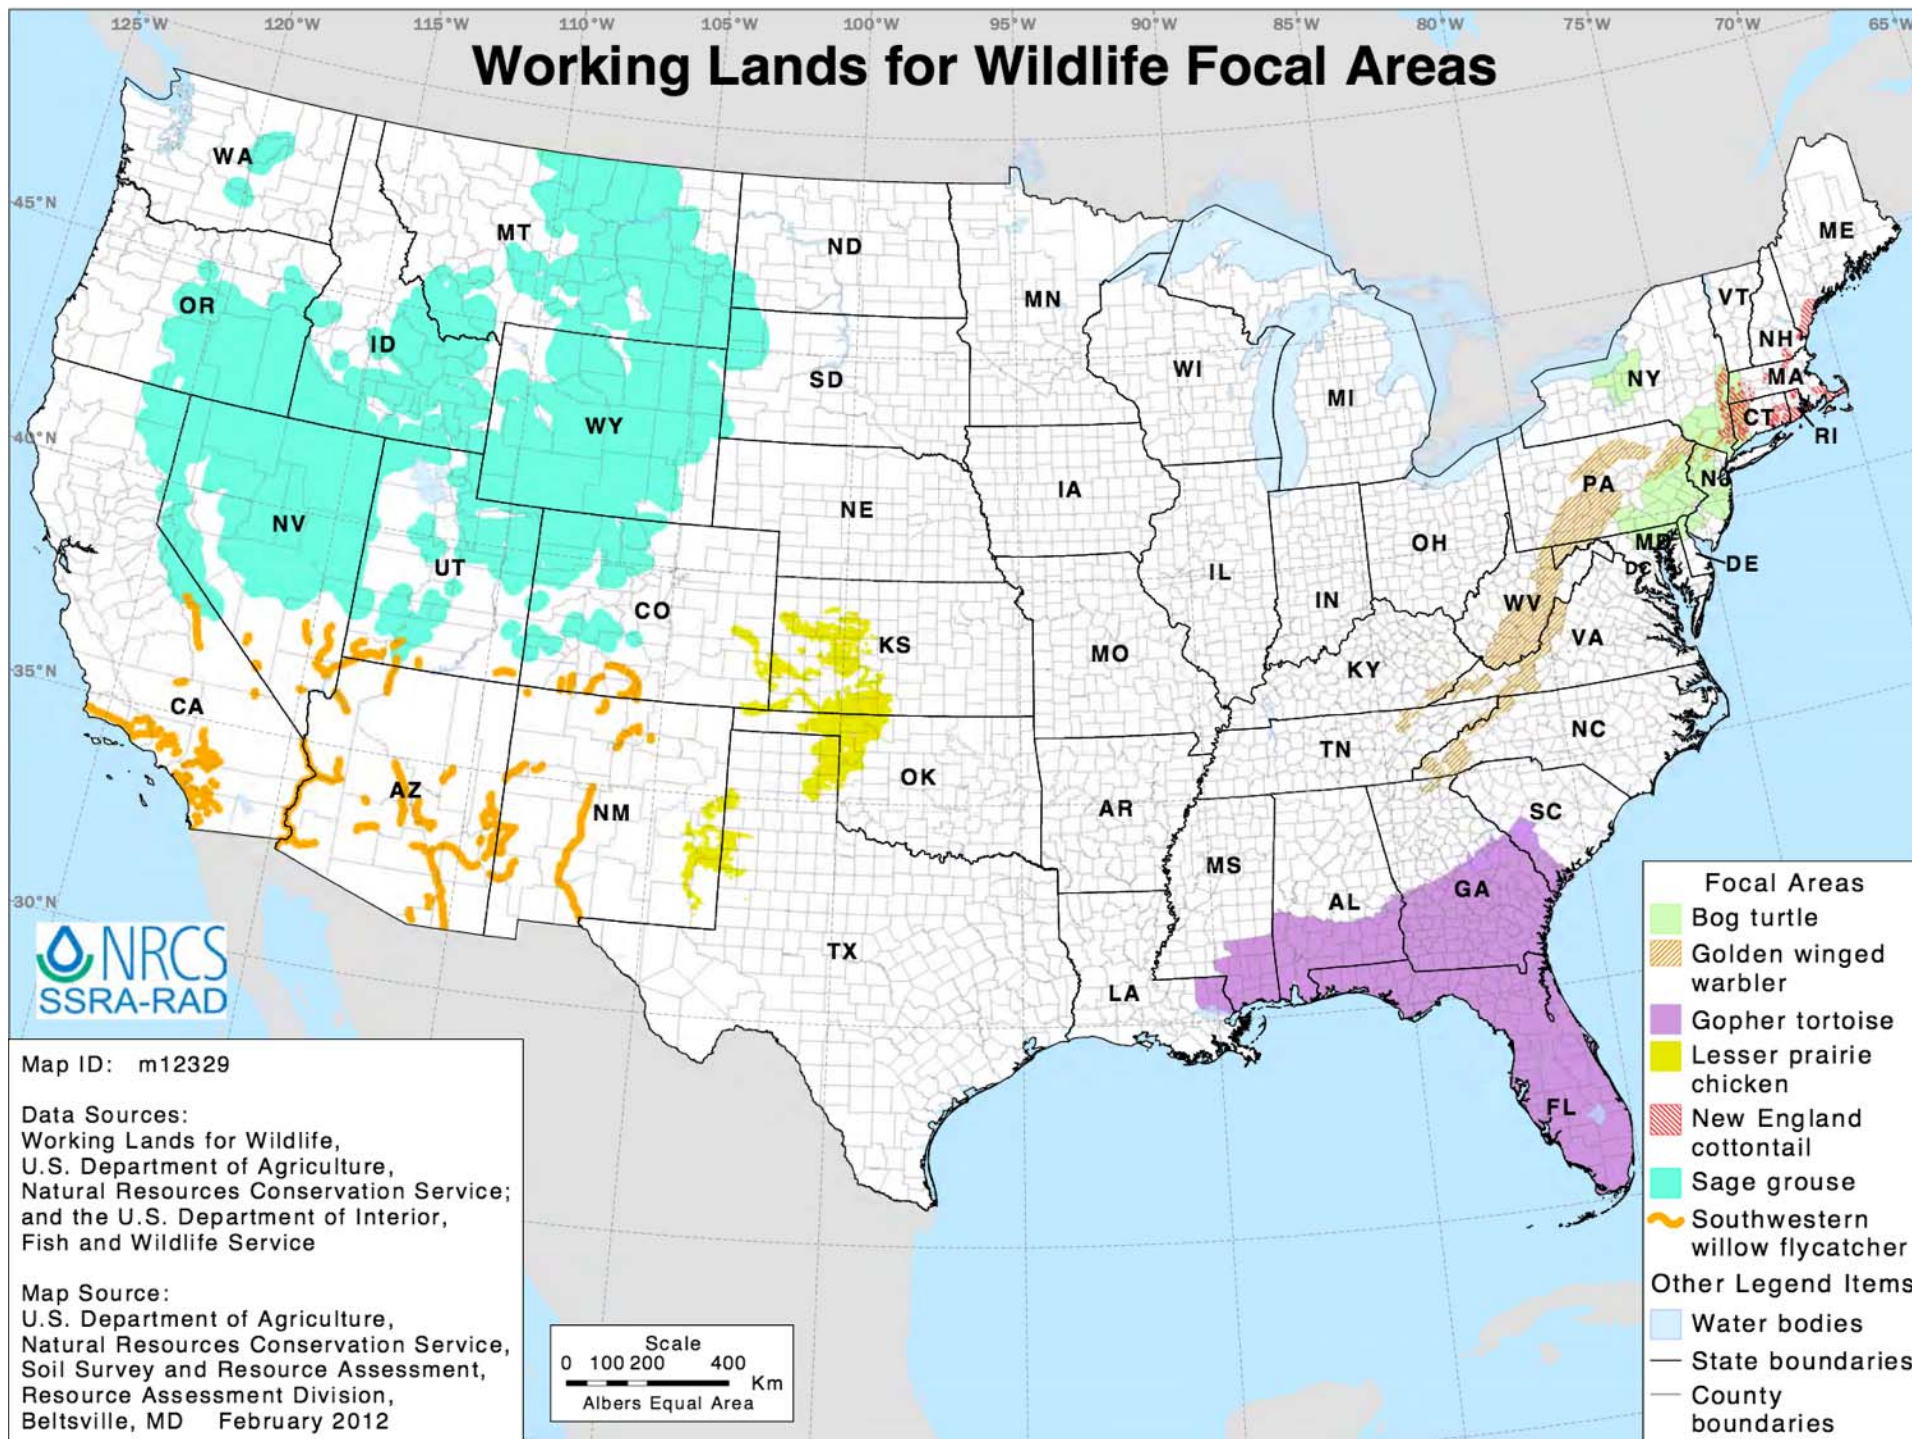 125°W 120°W 115°W 110°W 105°W 100°W 95°W 90°W 85°W 80°W 75°W 70°W 65°W
Working Lands for Wildlife Focal Areas
45°N
40°N
35°N
30°N
WA
MT
ND
MN
ME
OR
ID
SD
WI
MI
VT
NH
NY
MA
CT
RI
WY
NE
IA
PA
NJ
NV
UT
CO
IL
IN
OH
MD
DC
DE
WV
VA
KS
MO
KY
CA
AZ
NM
OK
AR
TN
NC
SC
MS
AL
GA
TX
LA
FL
NRCS
SSRA-RAD
Map ID: m12329
Data Sources:
Working Lands for Wildlife,
U.S. Department of Agriculture,
Natural Resources Conservation Service;
and the U.S. Department of Interior,
Fish and Wildlife Service
Map Source:
U.S. Department of Agriculture,
Natural Resources Conservation Service,
Soil Survey and Resource Assessment,
Resource Assessment Division,
Beltsville, MD February 2012
Scale
0 100 200 400
Km
Albers Equal Area
Focal Areas
Bog turtle
Golden winged
warbler
Gopher tortoise
Lesser prairie
chicken
New England
cottontail
Sage grouse
Southwestern
willow flycatcher
Other Legend Items
Water bodies
State boundaries
County
boundaries